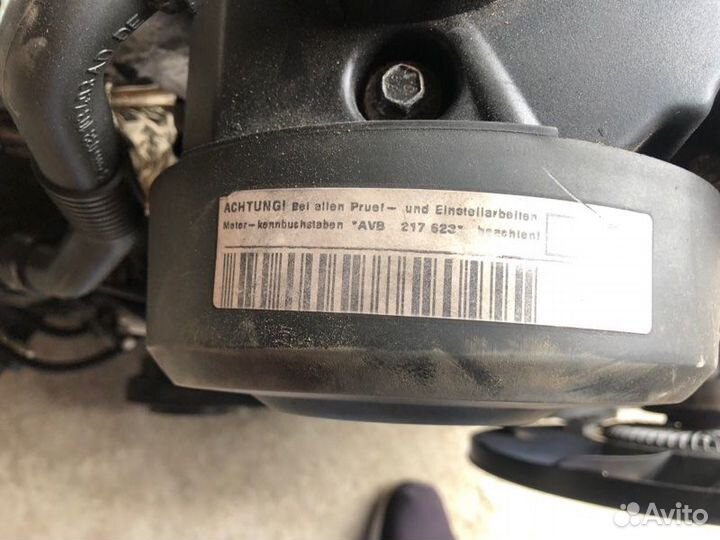 ACHTUNG! Bei allen Pruef- und Einstellarbeiten
Motor-kennbuchstaben "AVB 217 623" beachten!
Avito